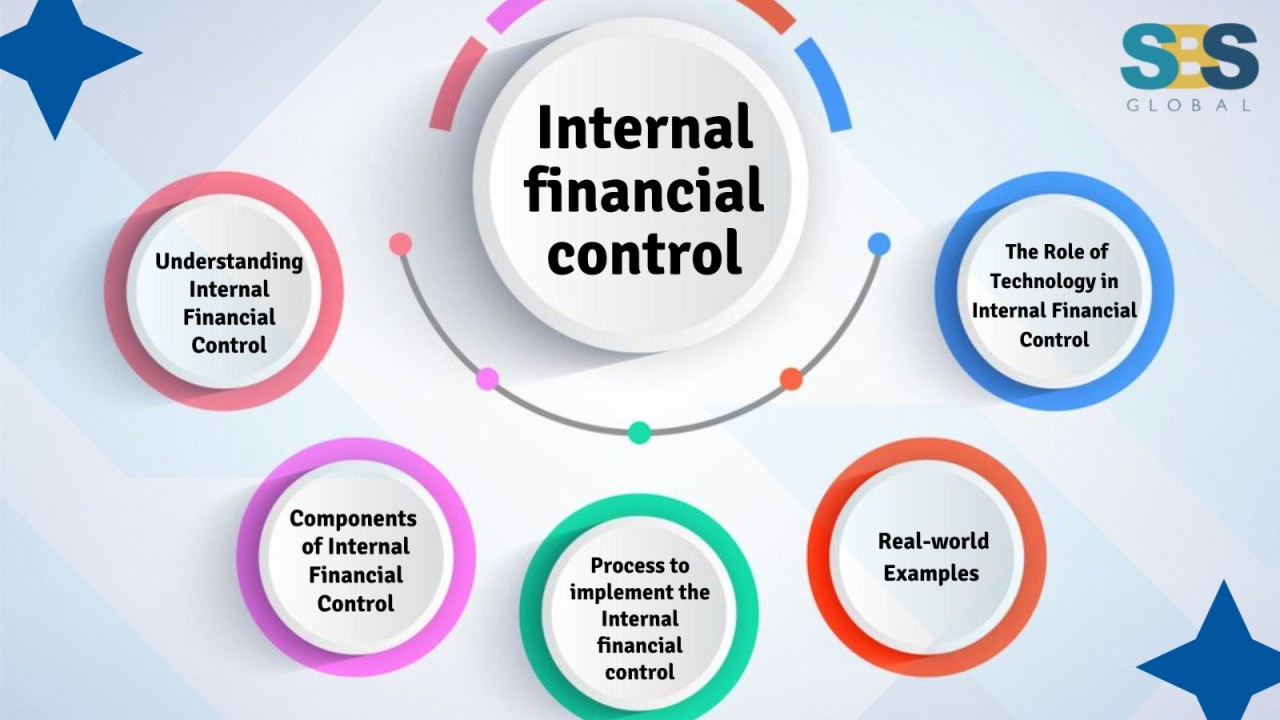 SBS
GLOBAL
Internal
financial
control
Understanding
Internal
Financial
Control
Components
of Internal
Financial
Control
Process to
implement the
Internal
financial
control
Real-world
Examples
The Role of
Technology in
Internal Financial
Control